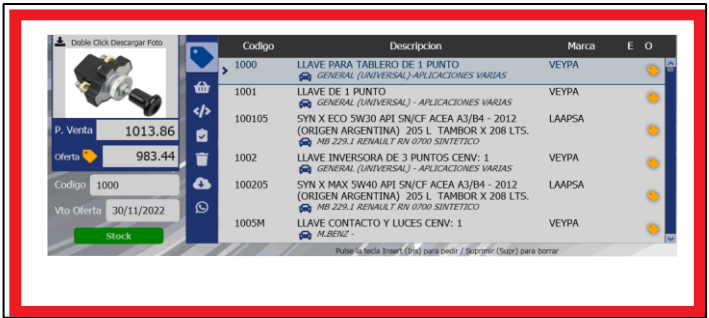 Doble Click Descargar Foto
P. Venta 1013.86
Oferta 983.44
Codigo 1000
Vto Oferta 30/11/2022
Stock
Codigo Descripcion Marca E O
1000 LLAVE PARA TABLERO DE 1 PUNTO VEYPA
GENERAL (UNIVERSAL)-APLICACIONES VARIAS
1001 LLAVE DE 1 PUNTO VEYPA
GENERAL (UNIVERSAL) - APLICACIONES VARIAS
100105 SYN X ECO 5W30 API SN/CF ACEA A3/B4 - 2012 LAAPSA
(ORIGEN ARGENTINA) 205 L TAMBOR X 208 LTS.
MB 229.1 RENAULT RN 0700 SINTETICO
1002 LLAVE INVERSORA DE 3 PUNTOS CENV: 1 VEYPA
GENERAL (UNIVERSAL) - APLICACIONES VARIAS
100205 SYN X MAX 5W40 API SN/CF ACEA A3/B4 - 2012 LAAPSA
(ORIGEN ARGENTINA) 205 L TAMBOR X 208 LTS.
MB 229.1 RENAULT RN 0700 SINTETICO
1005M LLAVE CONTACTO Y LUCES CENV: 1 VEYPA
M.BENZ -
Pulse la tecla Insert (Ins) para pedir / Suprimir (Supr) para borrar